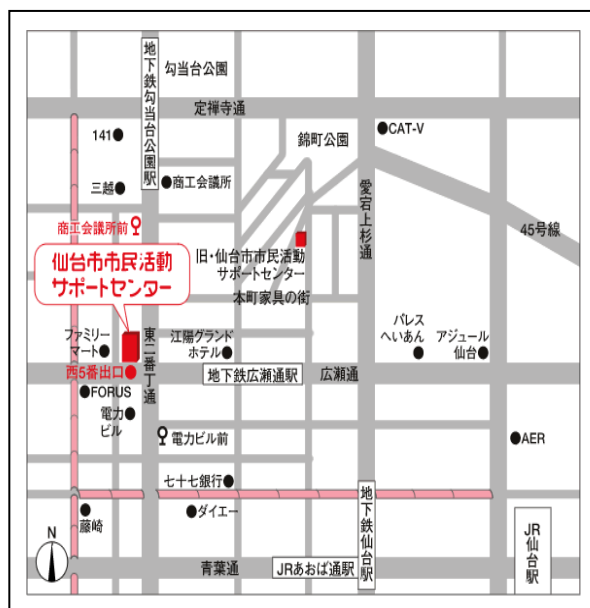 地下鉄勾当台公園駅
勾当台公園
定禅寺通
141
錦町公園
CAT-V
三越
商工会議所
愛宕上杉通
45号線
商工会議所前
仙台市市民活動
サポートセンター
旧・仙台市市民活動
サポートセンター
本町家具の街
ファミリー
マート
東二番丁通
江陽グランド
ホテル
パレス
へいあん
アジュール
仙台
西5番出口
地下鉄広瀬通駅
広瀬通
FORUS
電力
ビル
電力ビル前
AER
七十七銀行
地下鉄仙台駅
藤崎
ダイエー
JR
仙台駅
N
青葉通
JRあおば通駅